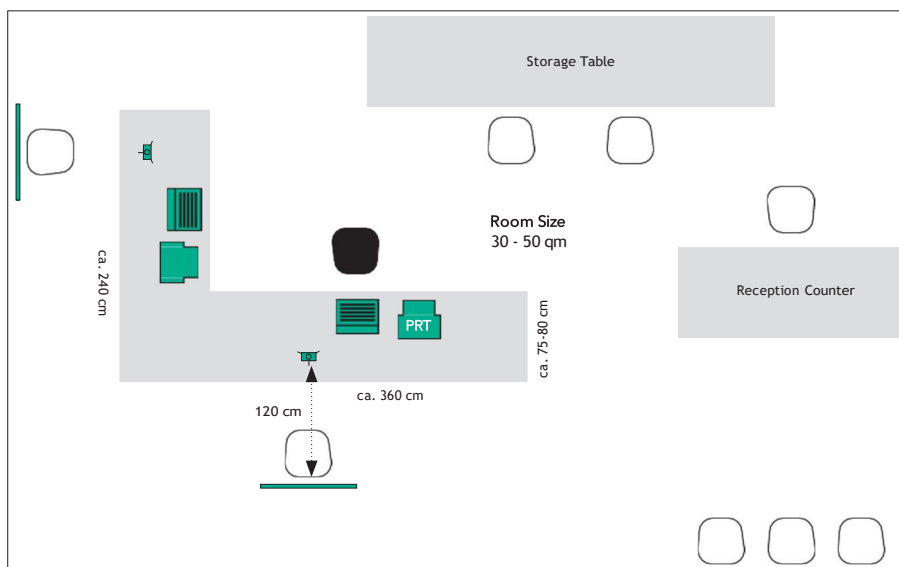 Storage Table
Room Size
30 - 50 qm
ca. 240 cm
Reception Counter
PRT
ca. 75-80 cm
ca. 360 cm
120 cm